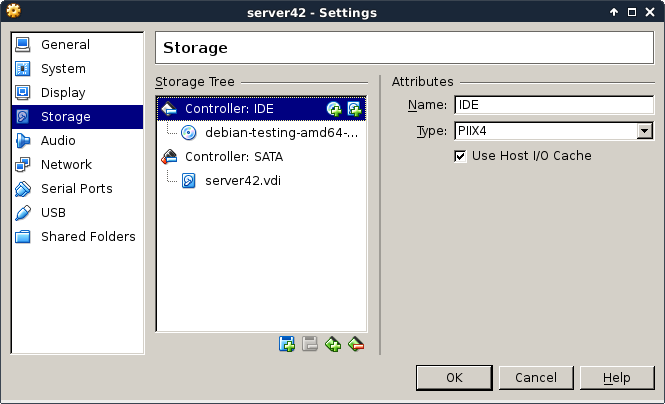 server42 - Settings
General
System
Display
Storage
Audio
Network
Serial Ports
USB
Shared Folders
Storage
Storage Tree
Controller: IDE
debian-testing-amd64-...
Controller: SATA
server42.vdi
Attributes
Name: IDE
Type: PIIX4
Use Host I/O Cache
OK
Cancel
Help